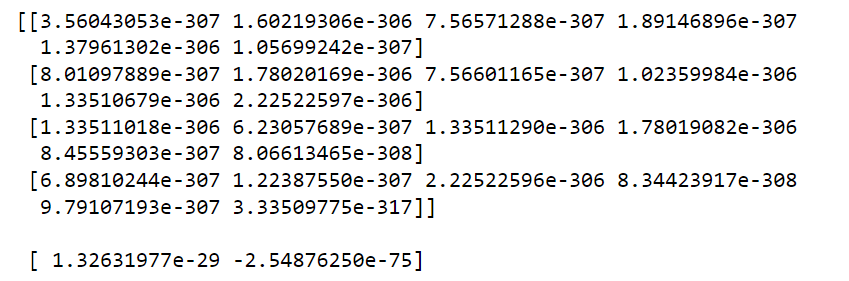 [[3.56043053e-307 1.60219306e-306 7.56571288e-307 1.89146896e-307
1.37961302e-306 1.05699242e-307]
[8.01097889e-307 1.78020169e-306 7.56601165e-307 1.02359984e-306
1.33510679e-306 2.22522597e-306]
[1.33511018e-306 6.23057689e-307 1.33511290e-306 1.78019082e-306
8.45559303e-307 8.06613465e-308]
[6.89810244e-307 1.22387550e-307 2.22522596e-306 8.34423917e-308
9.79107193e-307 3.33509775e-317]]
[ 1.32631977e-29 -2.54876250e-75]